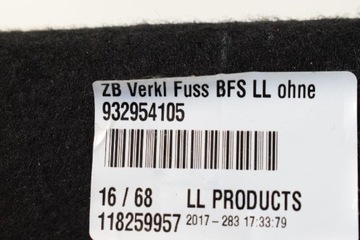 ZB Verkl Fuss BFS LL ohne
932954105
16 / 68 LL PRODUCTS
118259957 2017-283 17:33:79